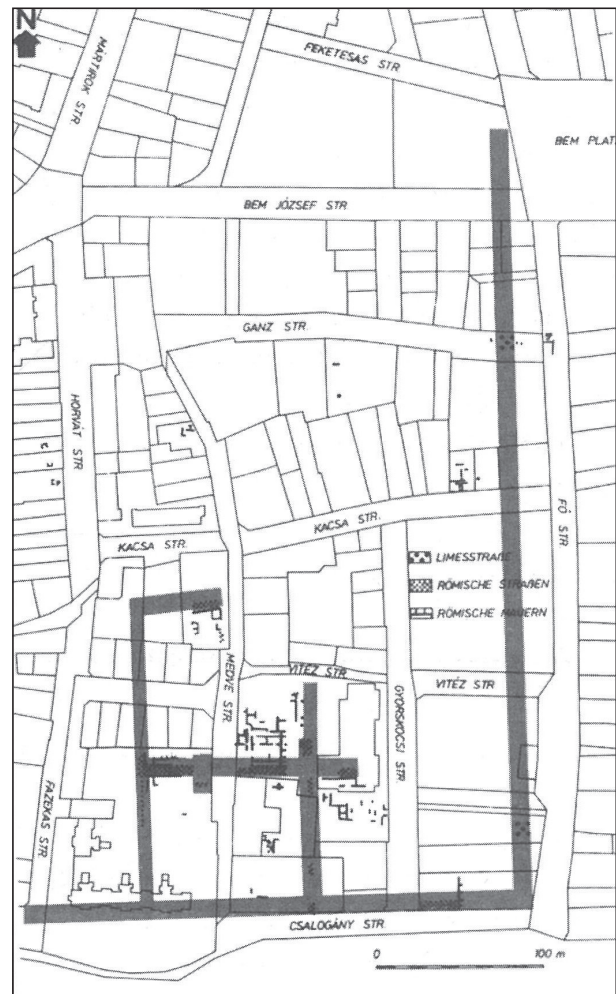 N
MÁRTIROK STR.
FEKETESAS STR.
BEM PLAT
BEM JÓZSEF STR.
GANZ STR.
HORVÁT STR.
KACSA STR.
KACSA STR.
FŐ STR.
LIMESSTRAßE
RÖMISCHE STRAßEN
RÖMISCHE MAUERN
MEDVE STR.
VITÉZ STR.
VITÉZ STR.
GYORSKOCSI STR.
FAZEKAS STR.
CSALOGÁNY STR.
0 100 m